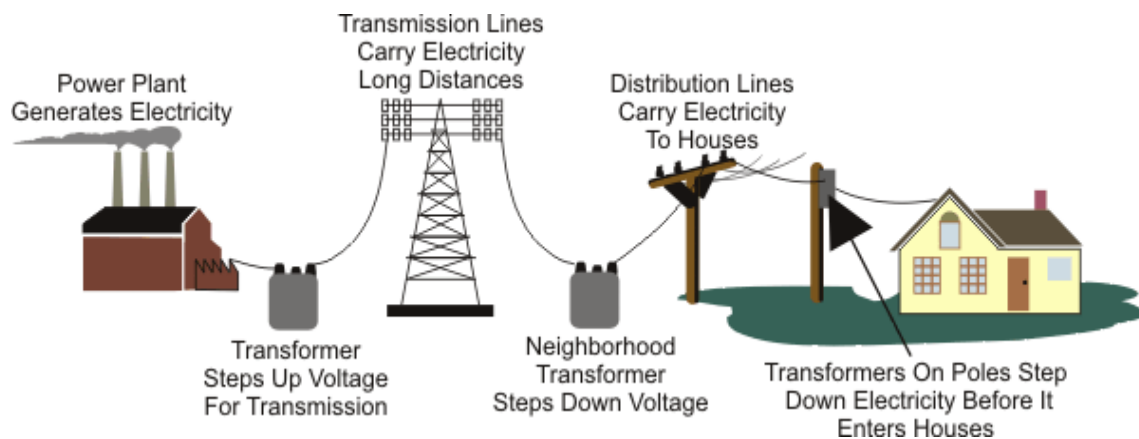 Power Plant
Generates Electricity
Transmission Lines
Carry Electricity
Long Distances
Distribution Lines
Carry Electricity
To Houses
Transformer
Steps Up Voltage
For Transmission
Neighborhood
Transformer
Steps Down Voltage
Transformers On Poles Step
Down Electricity Before It
Enters Houses